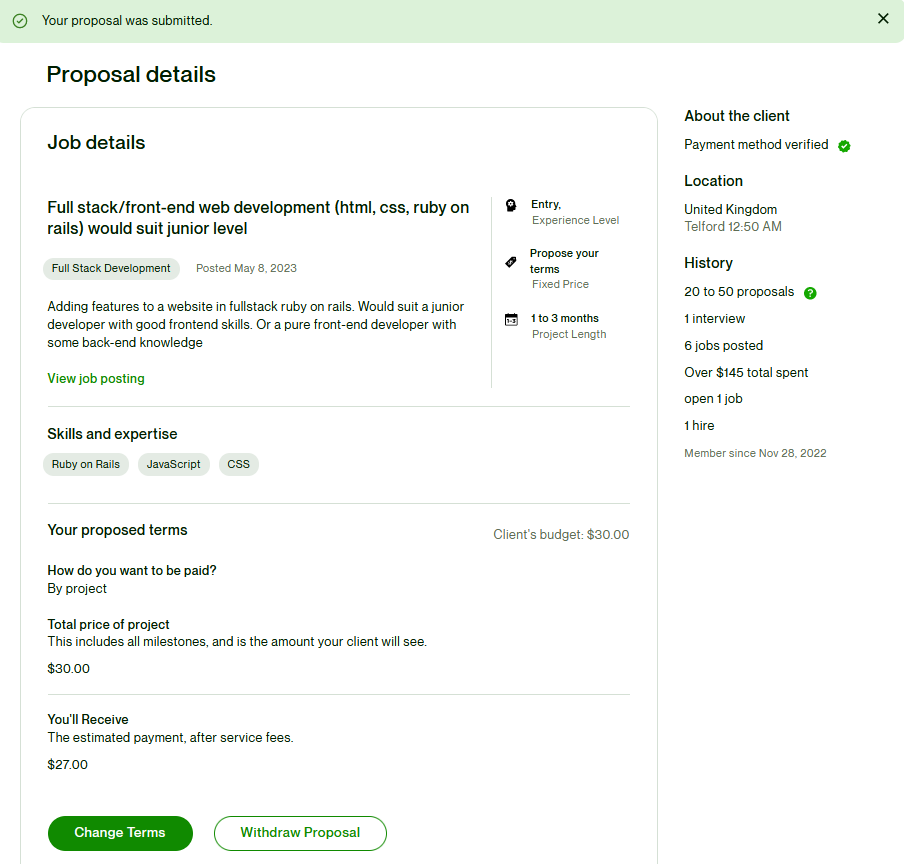 Your proposal was submitted.
Proposal details
Job details
Full stack/front-end web development (html, css, ruby on
rails) would suit junior level
Full Stack Development
Posted May 8, 2023
Adding features to a website in fullstack ruby on rails. Would suit a junior
developer with good frontend skills. Or a pure front-end developer with
some back-end knowledge
View job posting
Entry,
Experience Level
Propose your
terms
Fixed Price
1-3
1 to 3 months
Project Length
Skills and expertise
Ruby on Rails
JavaScript
CSS
Your proposed terms
Client's budget: $30.00
How do you want to be paid?
By project
Total price of project
This includes all milestones, and is the amount your client will see.
$30.00
You'll Receive
The estimated payment, after service fees.
$27.00
Change Terms
Withdraw Proposal
About the client
Payment method verified
Location
United Kingdom
Telford 12:50 AM
History
20 to 50 proposals ?
1 interview
6 jobs posted
Over $145 total spent
open 1 job
1 hire
Member since Nov 28, 2022